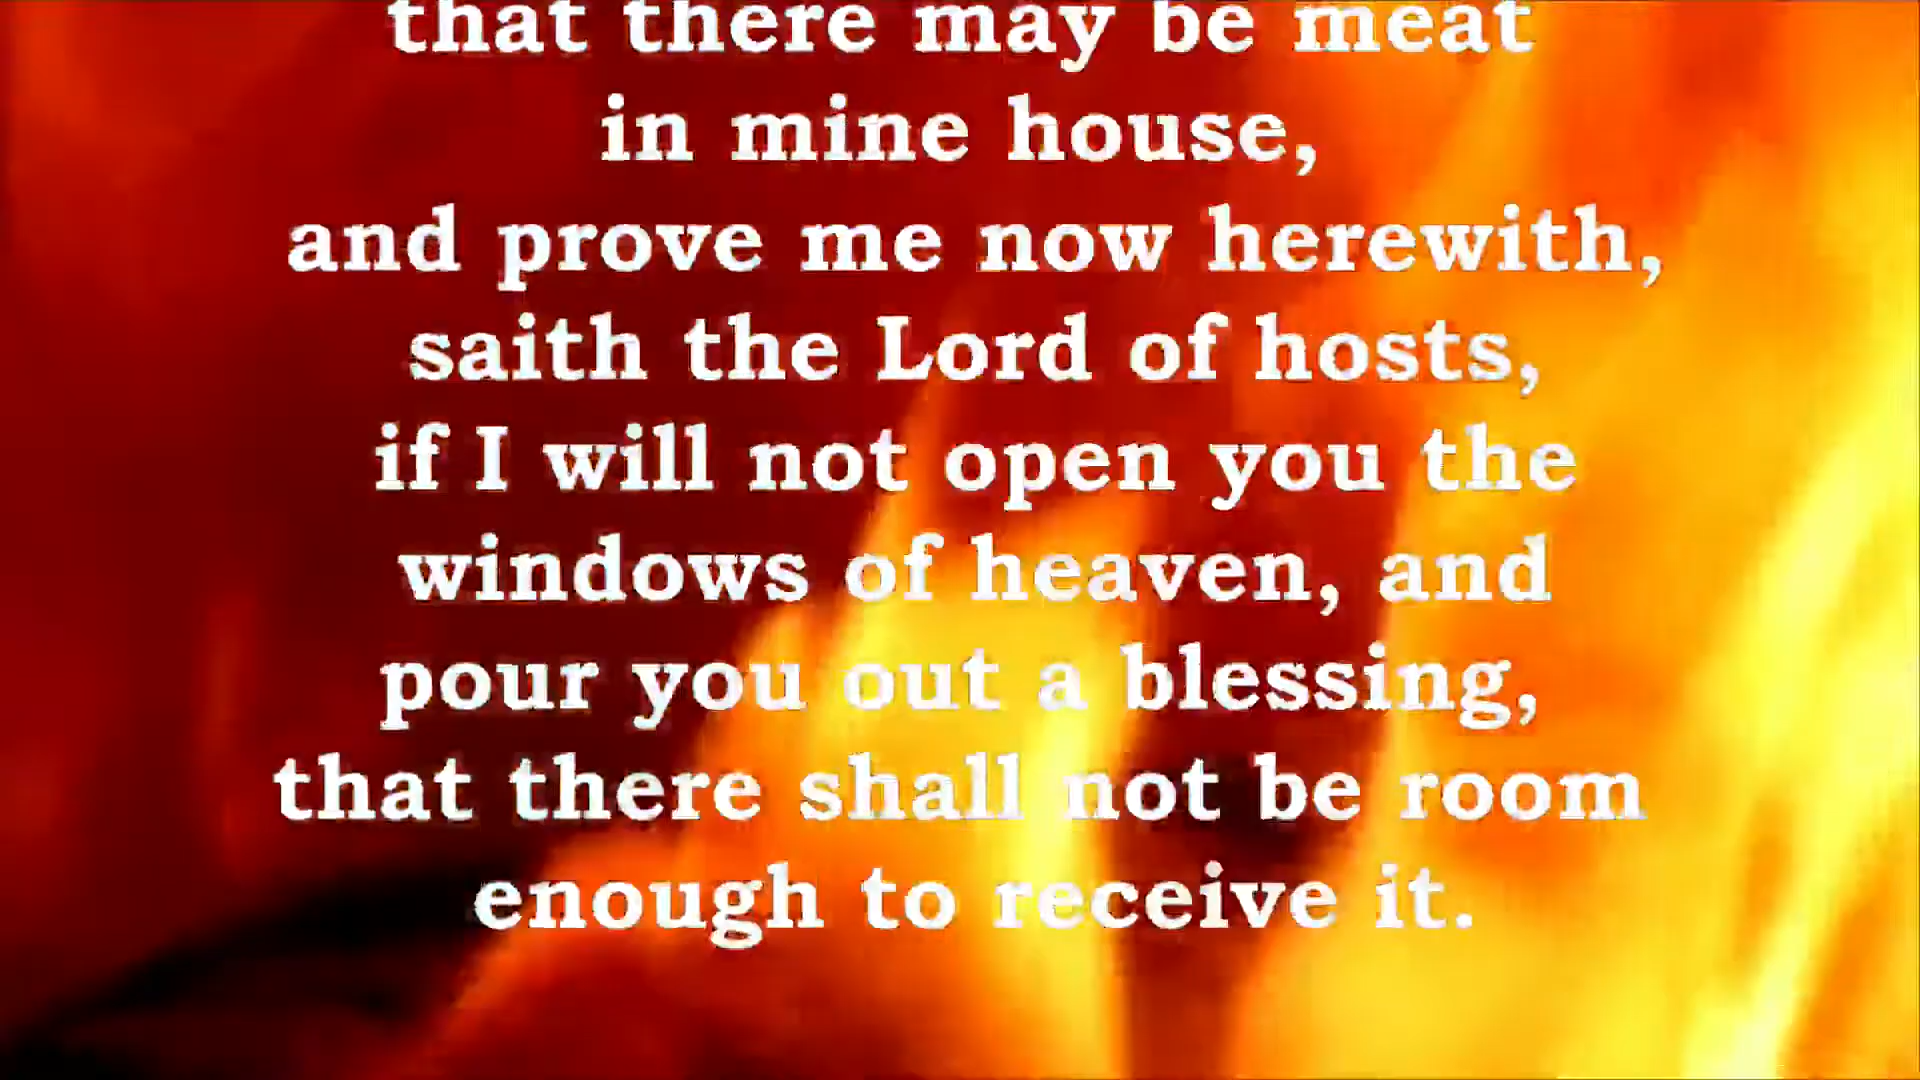 that there may be meat
in mine house,
and prove me now herewith,
saith the Lord of hosts,
if I will not open you the
windows of heaven, and
pour you out a blessing,
that there shall not be room
enough to receive it.